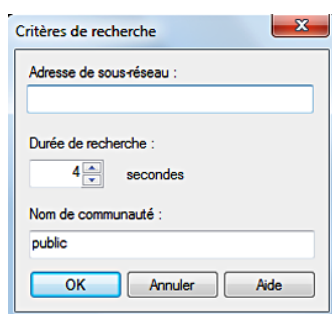 Critères de recherche
Adresse de sous-réseau :
Durée de recherche :
4 secondes
Nom de communauté :
public
OK Annuler Aide